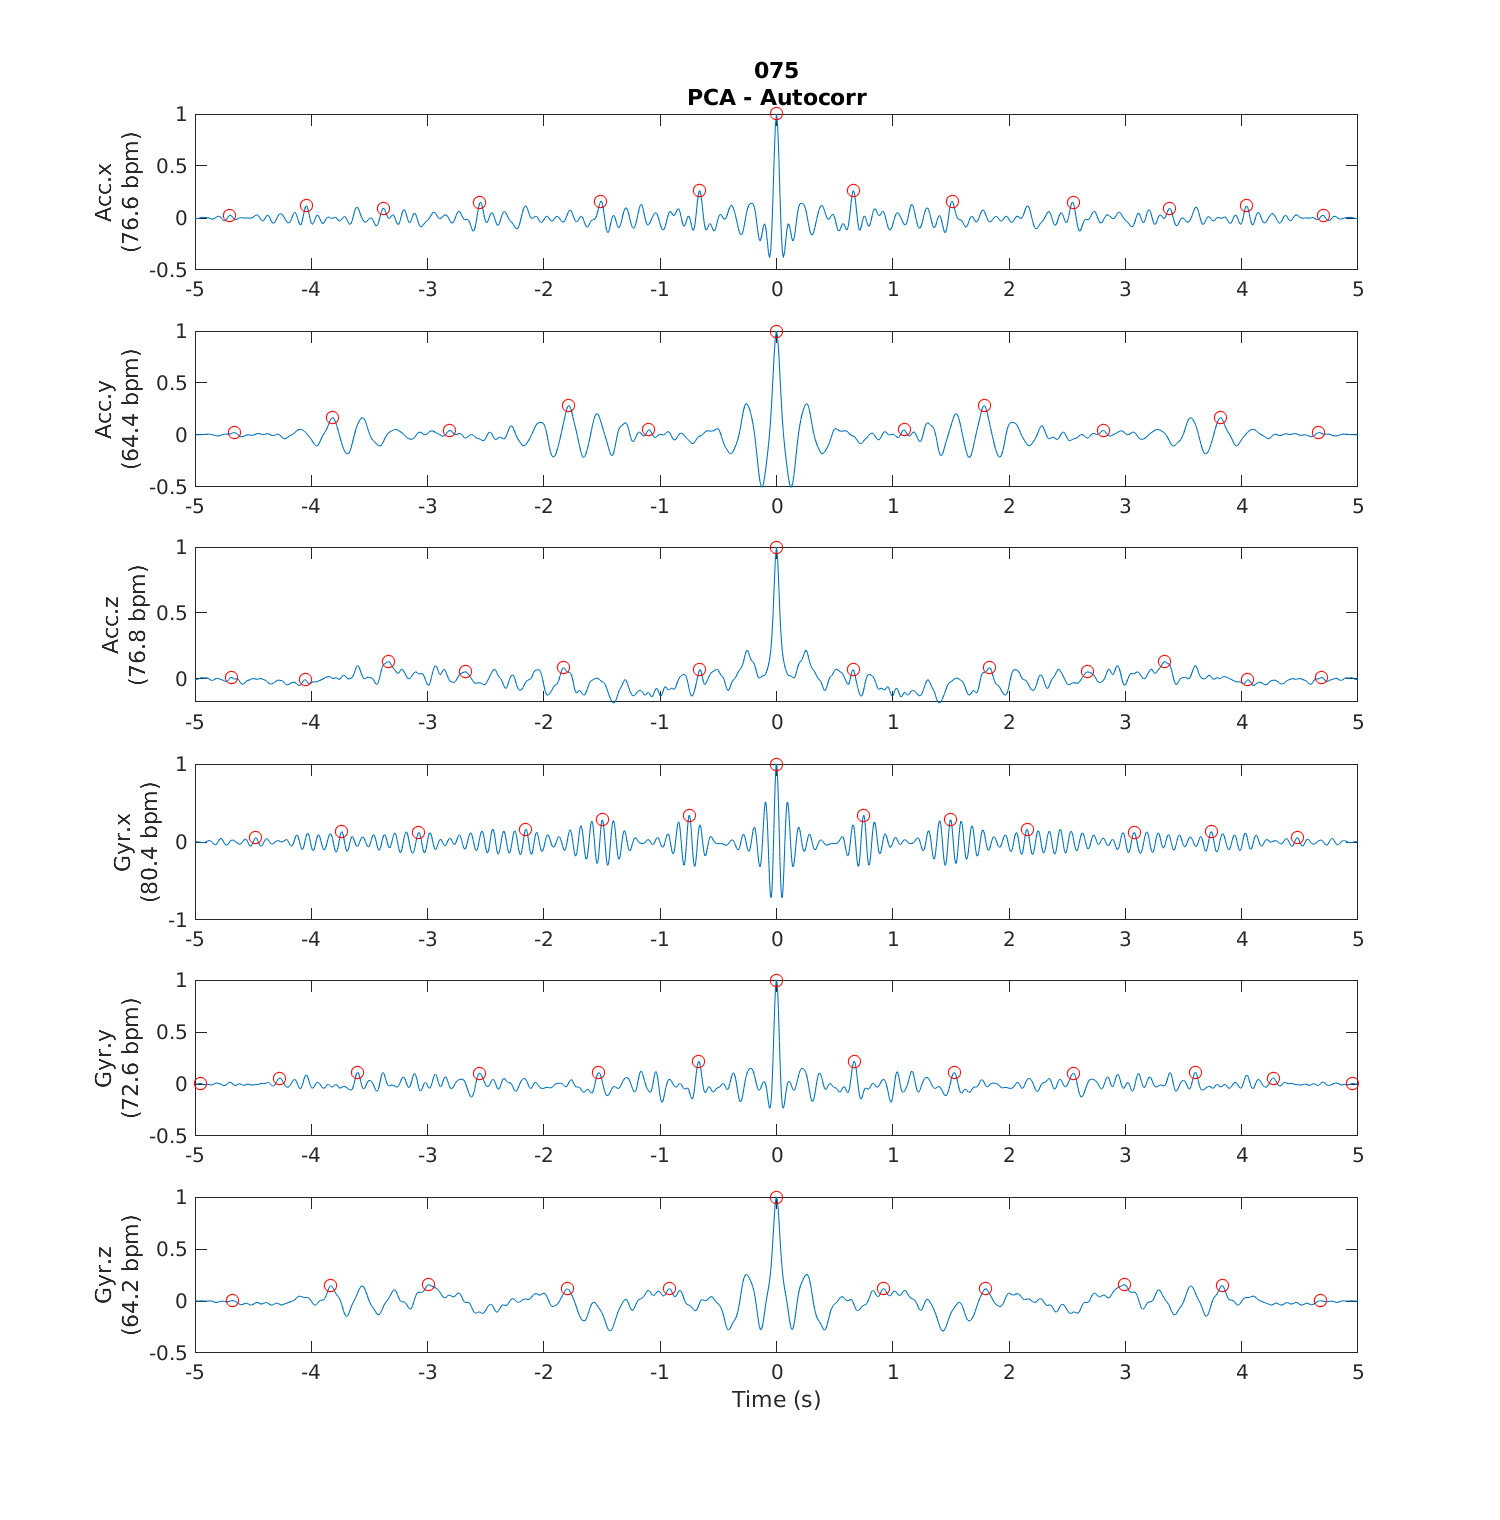 075
PCA - Autocorr
Acc.x
(76.6 bpm)
1
0.5
0
-0.5
-5 -4 -3 -2 -1 0 1 2 3 4 5
Acc.y
(64.4 bpm)
1
0.5
0
-0.5
-5 -4 -3 -2 -1 0 1 2 3 4 5
Acc.z
(76.8 bpm)
1
0.5
0
-5 -4 -3 -2 -1 0 1 2 3 4 5
Gyr.x
(80.4 bpm)
1
0
-1
-5 -4 -3 -2 -1 0 1 2 3 4 5
Gyr.y
(72.6 bpm)
1
0.5
0
-0.5
-5 -4 -3 -2 -1 0 1 2 3 4 5
Gyr.z
(64.2 bpm)
1
0.5
0
-0.5
-5 -4 -3 -2 -1 0 1 2 3 4 5
Time (s)